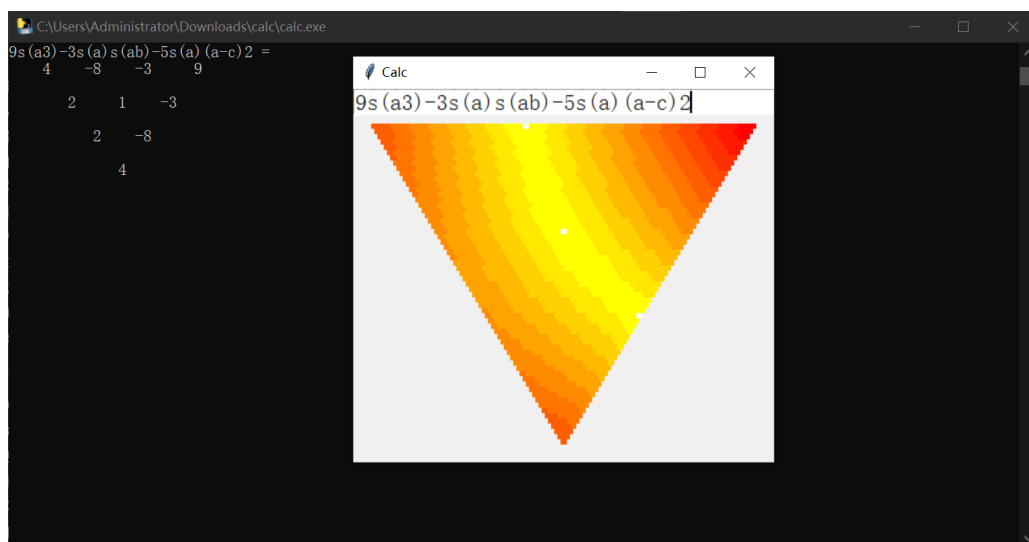 C:\Users\Administrator\Downloads\calc\calc.exe
9s(a3)-3s(a)s(ab)-5s(a)(a-c)2 =
4 -8 -3 9
2 1 -3
2 -8
4
Calc
9s(a3)-3s(a)s(ab)-5s(a)(a-c)2